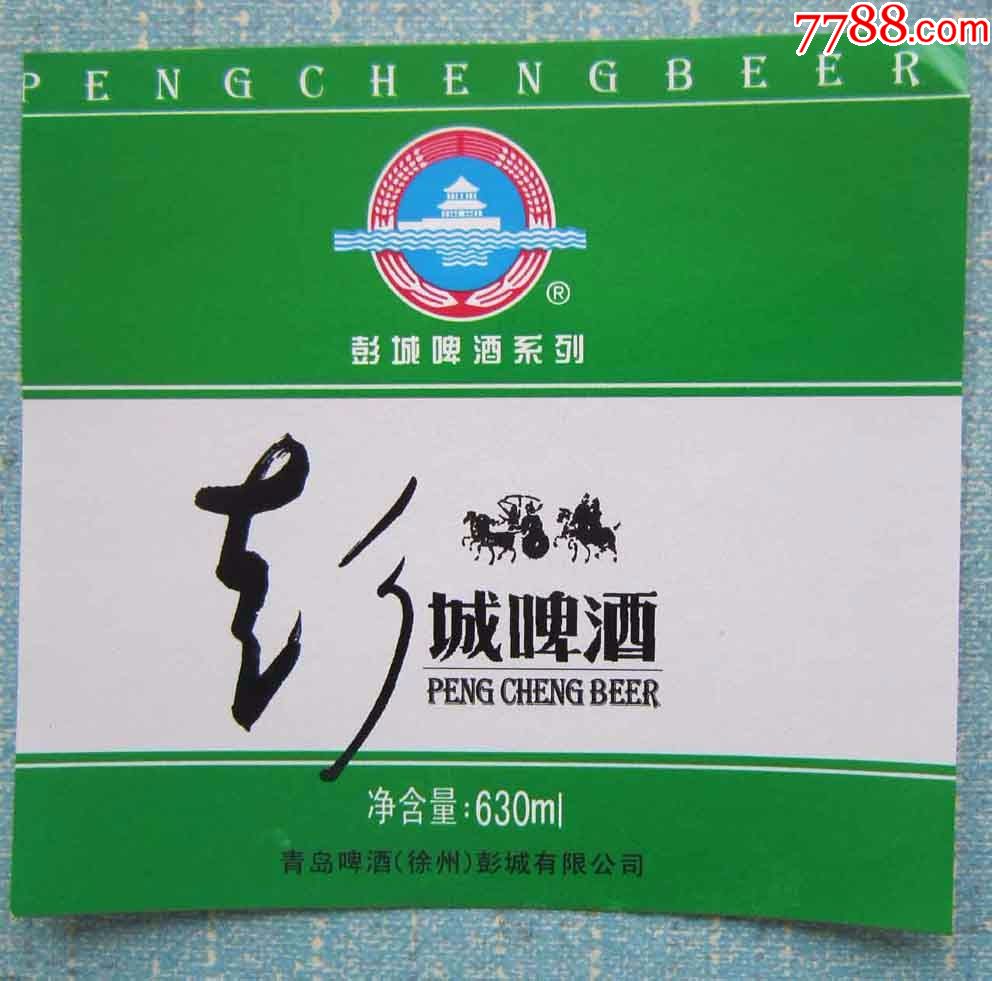 7788.com
PENGCHENGBEER
®
彭城啤酒系列
彭城啤酒
PENG CHENG BEER
净含量:630ml
青岛啤酒(徐州)彭城有限公司